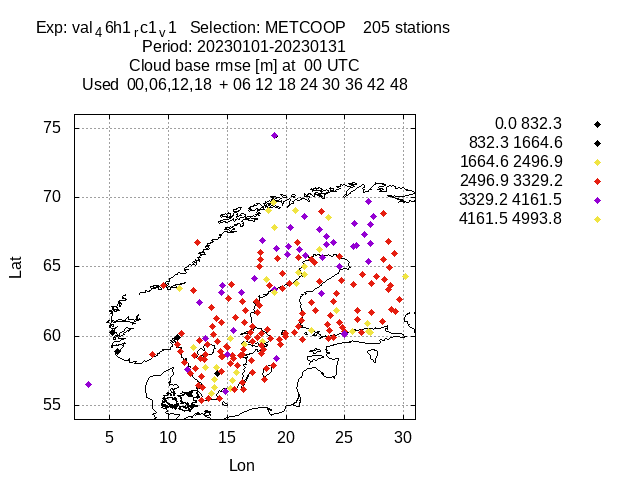 Exp: val4 6h1r c1v 1 Selection: METCOOP 205 stations
Period: 20230101-20230131
Cloud base rmse [m] at 00 UTC
Used 00,06,12,18 + 06 12 18 24 30 36 42 48
75
70
65
60
55
5 10 15 20 25 30
Lat
Lon
0.0 832.3
832.3 1664.6
1664.6 2496.9
2496.9 3329.2
3329.2 4161.5
4161.5 4993.8